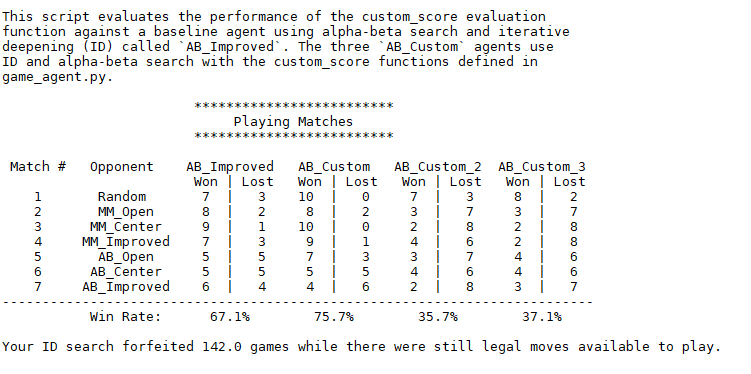 This script evaluates the performance of the custom_score evaluation
function against a baseline agent using alpha-beta search and iterative
deepening (ID) called `AB_Improved`. The three `AB_Custom` agents use
ID and alpha-beta search with the custom_score functions defined in
game_agent.py.
*************************
Playing Matches
*************************
Match # Opponent AB_Improved AB_Custom AB_Custom_2 AB_Custom_3
Won | Lost Won | Lost Won | Lost Won | Lost
1 Random 7 | 3 10 | 0 7 | 3 8 | 2
2 MM_Open 8 | 2 8 | 2 3 | 7 3 | 7
3 MM_Center 9 | 1 10 | 0 2 | 8 2 | 8
4 MM_Improved 7 | 3 9 | 1 4 | 6 2 | 8
5 AB_Open 5 | 5 7 | 3 3 | 7 4 | 6
6 AB_Center 5 | 5 5 | 5 4 | 6 4 | 6
7 AB_Improved 6 | 4 4 | 6 2 | 8 3 | 7
--------------------------------------------------------------------------
Win Rate: 67.1% 75.7% 35.7% 37.1%
Your ID search forfeited 142.0 games while there were still legal moves available to play.